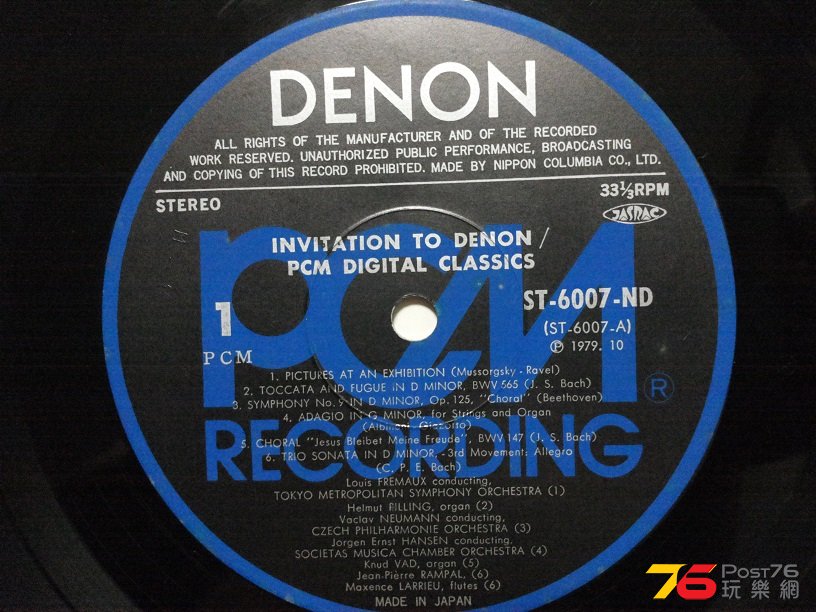 DENON
ALL RIGHTS OF THE MANUFACTURER AND OF THE RECORDED
WORK RESERVED. UNAUTHORIZED PUBLIC PERFORMANCE, BROADCASTING
AND COPYING OF THIS RECORD PROHIBITED. MADE BY NIPPON COLUMBIA CO., LTD.
STEREO
33⅓RPM
JASRAC
INVITATION TO DENON /
PCM DIGITAL CLASSICS
1
PCM
ST-6007-ND
(ST-6007-A)
Ⓟ 1979. 10
PCM
RECORDING ®
1. PICTURES AT AN EXHIBITION (Mussorgsky - Ravel)
2. TOCCATA AND FUGUE IN D MINOR, BWV 565 (J. S. Bach)
3. SYMPHONY No. 9 IN D MINOR, Op. 125, "Choral" (Beethoven)
4. ADAGIO IN G MINOR, for Strings and Organ
(Albinoni Giazotto)
5. CHORAL "Jesus Bleibet Meine Freude", BWV 147 (J. S. Bach)
6. TRIO SONATA IN D MINOR, -3rd Movement: Allegro
(C. P. E. Bach)
Louis FREMAUX conducting,
TOKYO METROPOLITAN SYMPHONY ORCHESTRA (1)
Helmut RILLING, organ (2)
Vaclav NEUMANN conducting,
CZECH PHILHARMONIE ORCHESTRA (3)
Jorgen Ernst HANSEN conducting,
SOCIETAS MUSICA CHAMBER ORCHESTRA (4)
Knud VAD, organ (5)
Jean-Pierre RAMPAL, (6)
Maxence LARRIEU, flutes (6)
MADE IN JAPAN
76 Post76
玩樂網